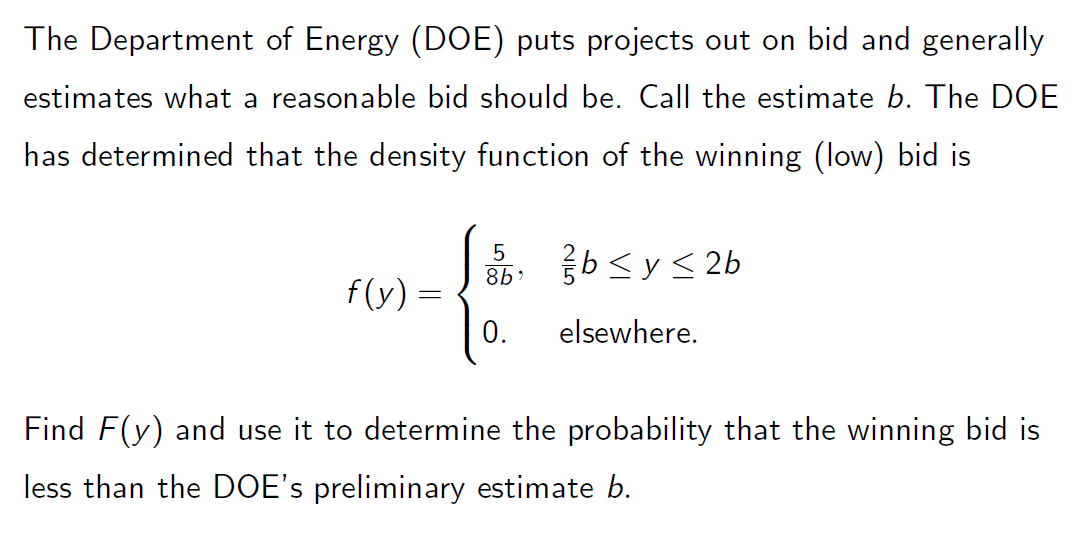 The Department of Energy (DOE) puts projects out on bid and generally
estimates what a reasonable bid should be. Call the estimate b. The DOE
has determined that the density function of the winning (low) bid is
f(y) = { 5/8b, 2/5 b ≤ y ≤ 2b
0. elsewhere.
Find F(y) and use it to determine the probability that the winning bid is
less than the DOE's preliminary estimate b.